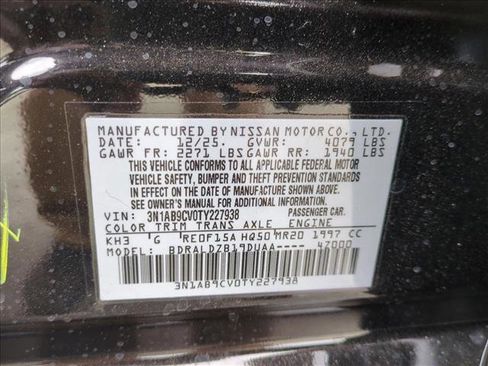 MANUFACTURED BY NISSAN MOTOR CO., LTD.
DATE: 12/25. GVWR: 4079 LBS
GAWR FR: 2271 LBS GAWR RR: 1940 LBS
THIS VEHICLE CONFORMS TO ALL APPLICABLE FEDERAL MOTOR
VEHICLE SAFETY, BUMPER AND THEFT PREVENTION STANDARDS
IN EFFECT ON THE DATE OF MANUFACTURE SHOWN ABOVE.
SEE OWNER'S MANUAL FOR ADDITIONAL LOADING INFORMATION.
VIN: 3N1AB9CV0TY227938 PASSENGER CAR.
COLOR TRIM TRANS AXLE ENGINE
KH3 G RE0F15A HQ50 MR20 1997 CC
MODEL: BDRALDZB19DUAA---- 47000
3N1AB9CV0TY227938